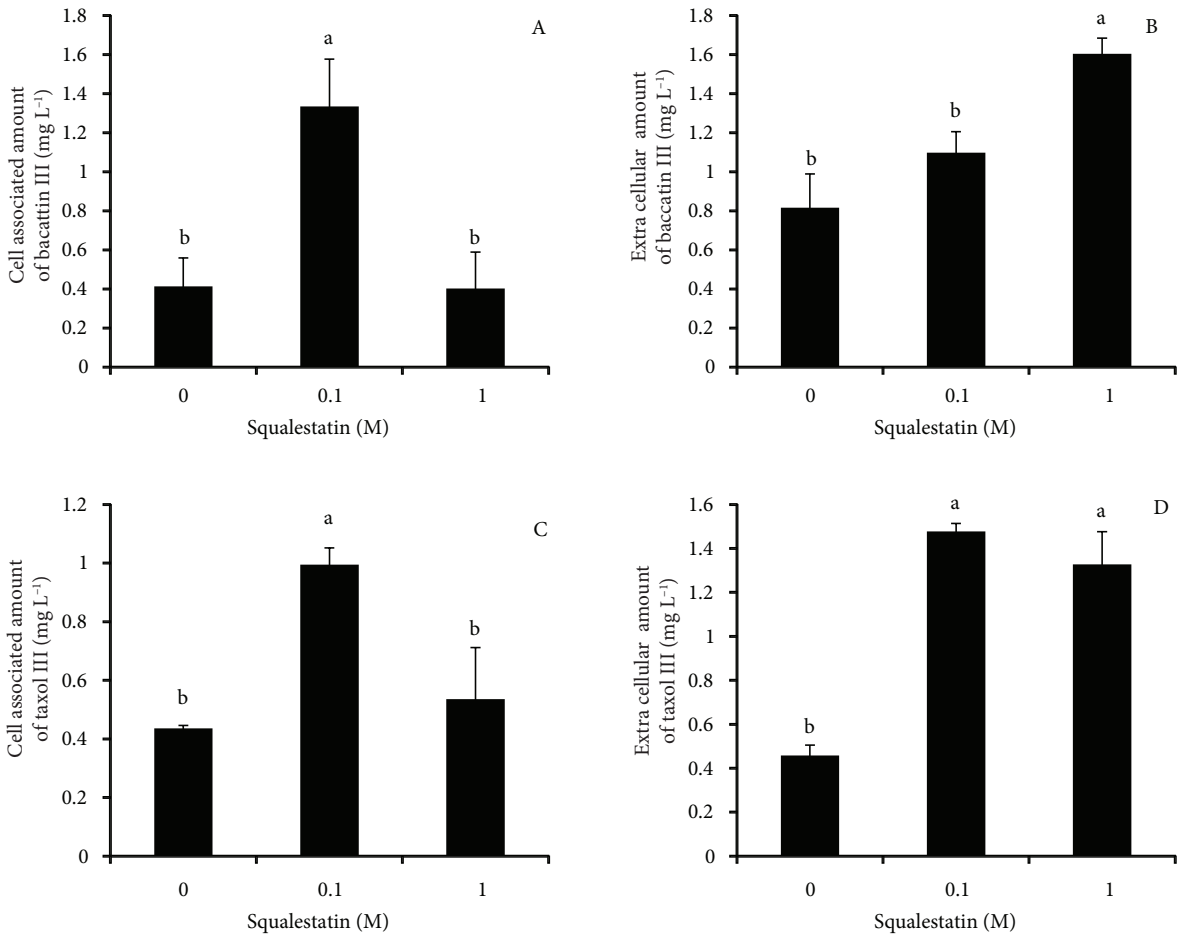 A
Cell associated amount
of bacattin III (mg L⁻¹)
1.8
1.6
1.4
1.2
1
0.8
0.6
0.4
0.2
0
b
a
b
0 0.1 1
Squalestatin (M)
B
Extra cellular amount
of baccatin III (mg L⁻¹)
1.8
1.6
1.4
1.2
1
0.8
0.6
0.4
0.2
0
b
b
a
0 0.1 1
Squalestatin (M)
C
Cell associated amount
of taxol III (mg L⁻¹)
1.2
1
0.8
0.6
0.4
0.2
0
b
a
b
0 0.1 1
Squalestatin (M)
D
Extra cellular amount
of taxol III (mg L⁻¹)
1.6
1.4
1.2
1
0.8
0.6
0.4
0.2
0
b
a
a
0 0.1 1
Squalestatin (M)